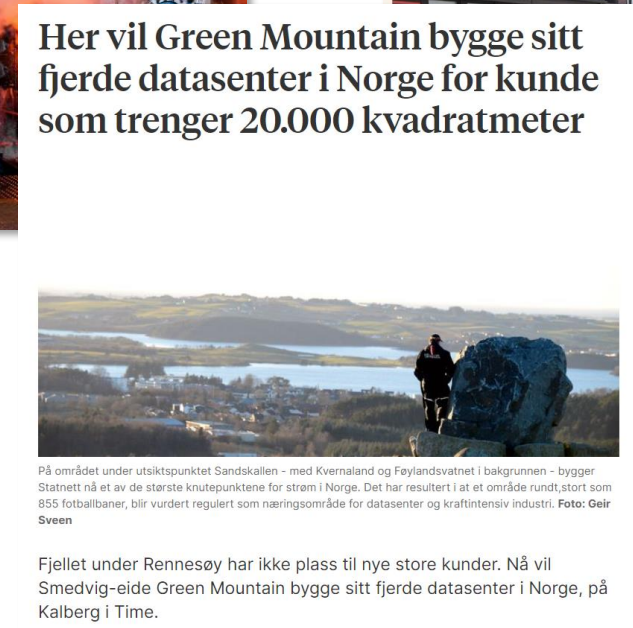 Her vil Green Mountain bygge sitt
fjerde datasenter i Norge for kunde
som trenger 20.000 kvadratmeter
På området under utsiktspunktet Sandskallen - med Kvernaland og Føylandsvatnet i bakgrunnen - bygger
Statnett nå et av de største knutepunktene for strøm i Norge. Det har resultert i at et område rundt,stort som
855 fotballbaner, blir vurdert regulert som næringsområde for datasenter og kraftintensiv industri. Foto: Geir
Sveen
Fjellet under Rennesøy har ikke plass til nye store kunder. Nå vil
Smedvig-eide Green Mountain bygge sitt fjerde datasenter i Norge, på
Kalberg i Time.